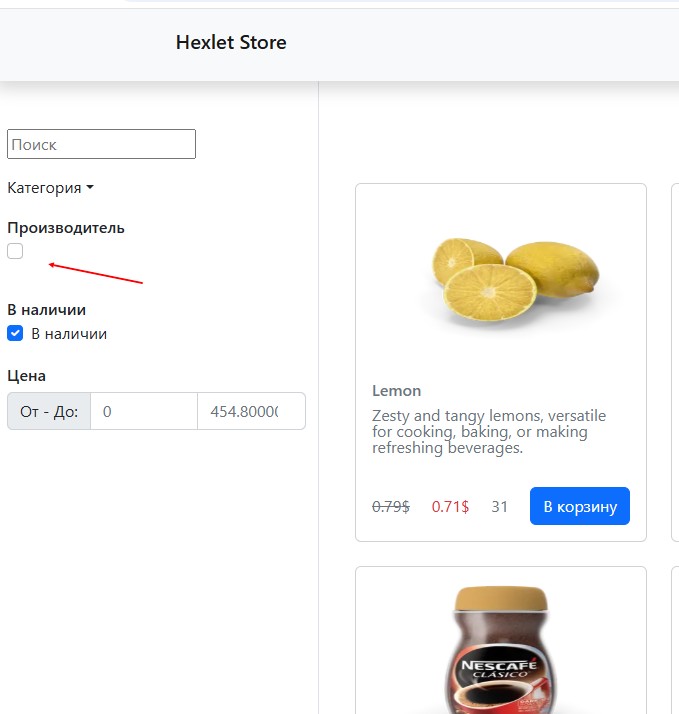 Hexlet Store
Поиск
Категория
Производитель
В наличии
В наличии
Цена
От - До:
0
454.8000(
Lemon
Zesty and tangy lemons, versatile
for cooking, baking, or making
refreshing beverages.
0.79$
0.71$
31
В корзину
NESCAFÉ
CLÁSICO